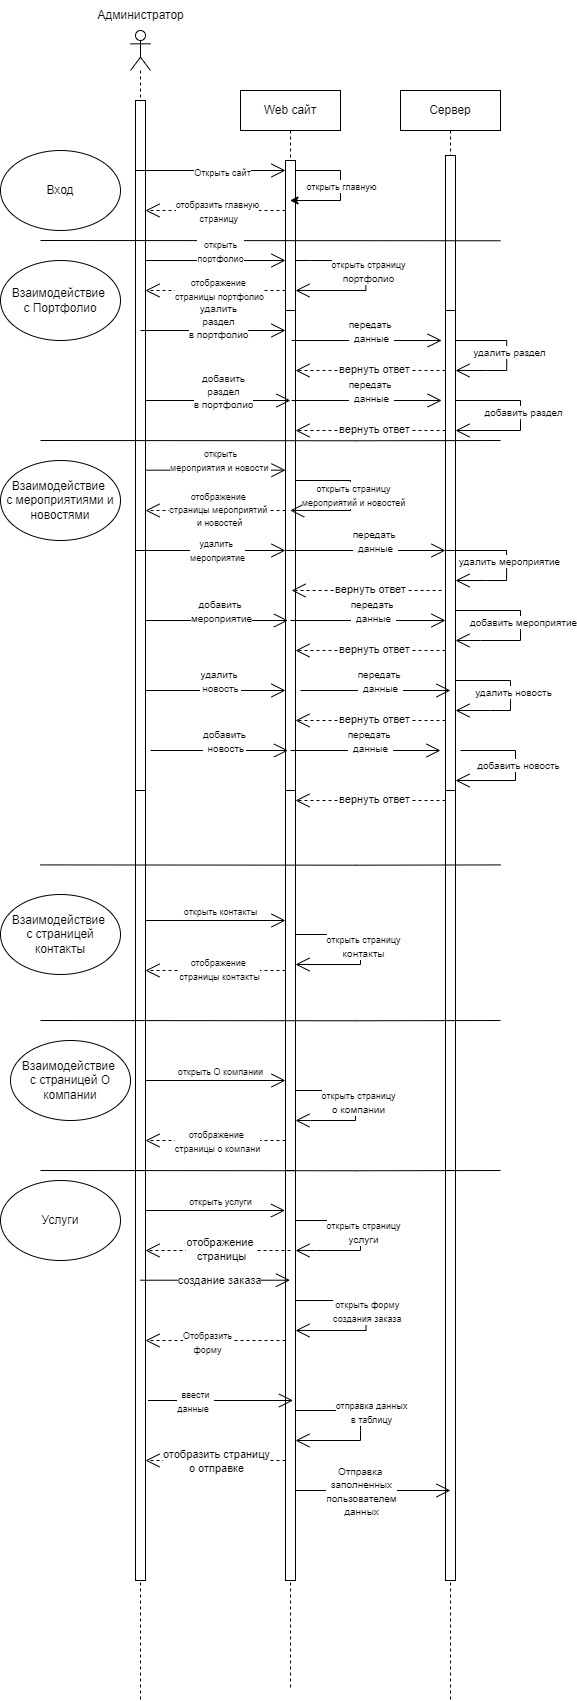 Администратор
Web сайт
Сервер
Вход
Открыть сайт
открыть главную
отобразить главную
страницу
Взаимодействие
с Портфолио
открыть
портфолио
открыть страницу
портфолио
отображение
страницы портфолио
удалить
раздел
в портфолио
передать
данные
удалить раздел
вернуть ответ
добавить
раздел
в портфолио
передать
данные
добавить раздел
вернуть ответ
Взаимодействие
с мероприятиями и
новостями
открыть
мероприятия и новости
открыть страницу
мероприятий и новостей
отображение
страницы мероприятий
и новостей
удалить
мероприятие
передать
данные
удалить мероприятие
вернуть ответ
добавить
мероприятие
передать
данные
добавить мероприятие
вернуть ответ
удалить
новость
передать
данные
удалить новость
вернуть ответ
добавить
новость
передать
данные
добавить новость
вернуть ответ
Взаимодействие
с страницей
контакты
открыть контакты
открыть страницу
контакты
отображение
страницы контакты
Взаимодействие
с страницей О
компании
открыть О компании
открыть страницу
о компании
отображение
страницы о компани
Услуги
открыть услуги
открыть страницу
услуги
отображение
страницы
создание заказа
открыть форму
создания заказа
Отобразить
форму
ввести
данные
отправка данных
в таблицу
отобразить страницу
о отправке
Отправка
заполненных
пользователем
данных